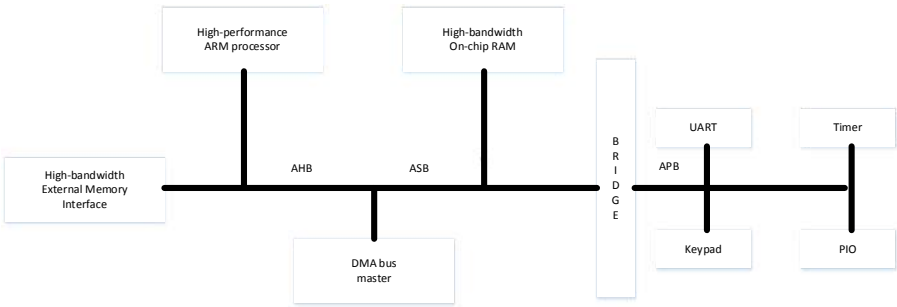 High-performance
ARM processor
High-bandwidth
On-chip RAM
High-bandwidth
External Memory
Interface
AHB
ASB
DMA bus
master
B
R
I
D
G
E
APB
UART
Timer
Keypad
PIO